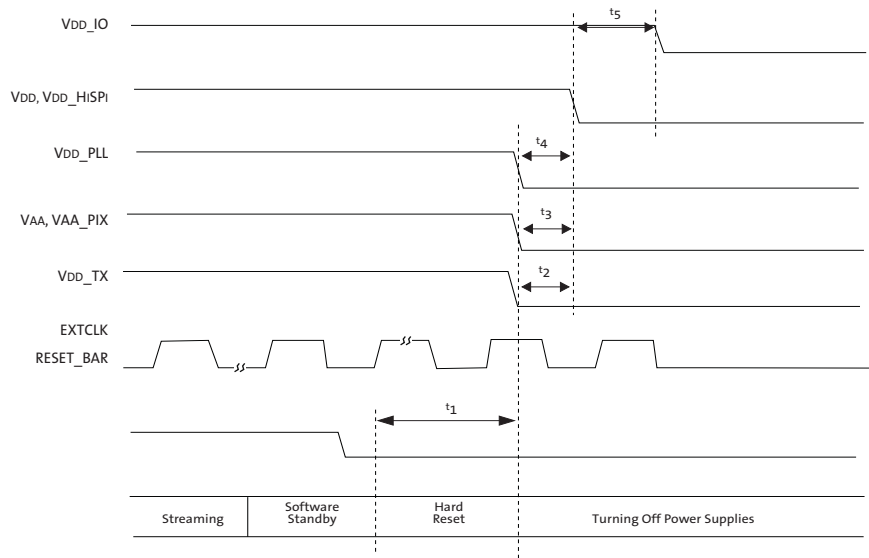 VDD_IO
t5
VDD, VDD_HISPI
VDD_PLL
t4
VAA, VAA_PIX
t3
VDD_TX
t2
EXTCLK
RESET_BAR
t1
Streaming
Software
Standby
Hard
Reset
Turning Off Power Supplies